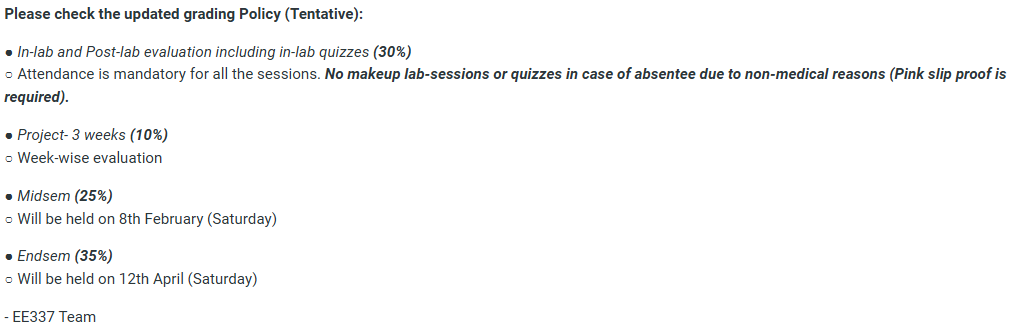 Please check the updated grading Policy (Tentative):
● In-lab and Post-lab evaluation including in-lab quizzes (30%)
○ Attendance is mandatory for all the sessions. No makeup lab-sessions or quizzes in case of absentee due to non-medical reasons (Pink slip proof is
required).
● Project- 3 weeks (10%)
○ Week-wise evaluation
● Midsem (25%)
○ Will be held on 8th February (Saturday)
● Endsem (35%)
○ Will be held on 12th April (Saturday)
- EE337 Team